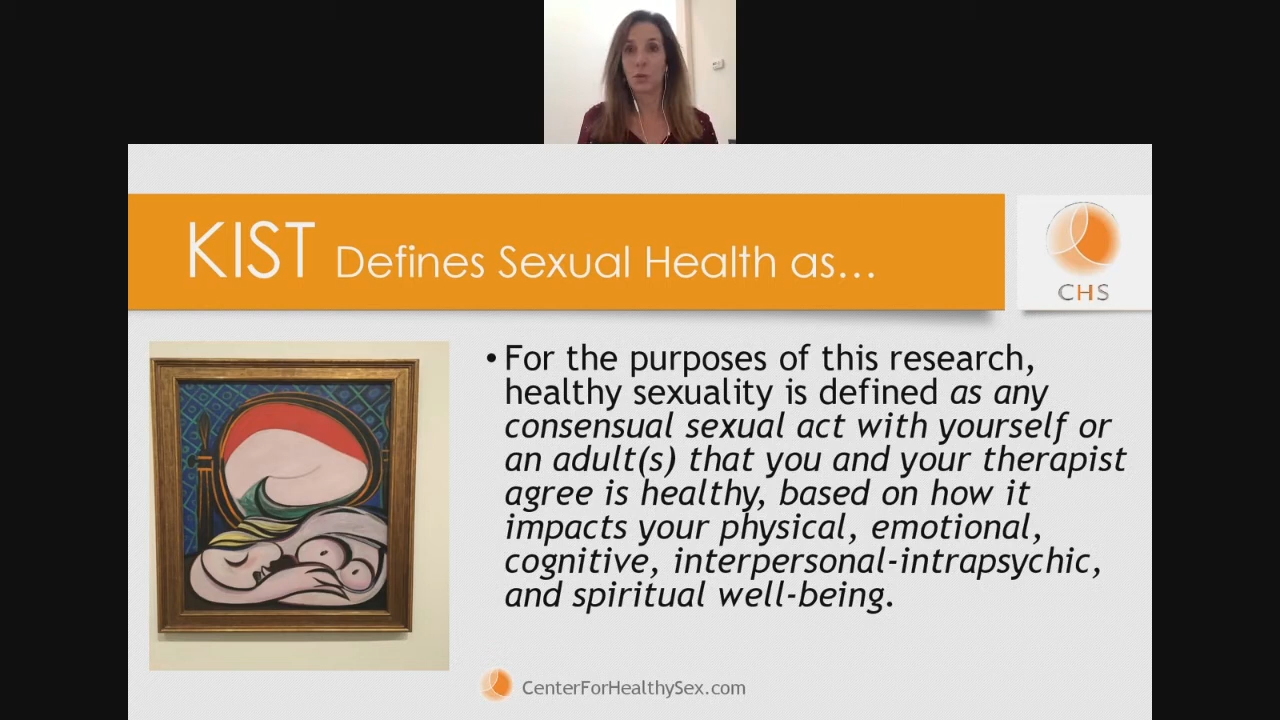 KIST Defines Sexual Health as...
CHS
• For the purposes of this research,
healthy sexuality is defined as any
consensual sexual act with yourself or
an adult(s) that you and your therapist
agree is healthy, based on how it
impacts your physical, emotional,
cognitive, interpersonal-intrapsychic,
and spiritual well-being.
CenterForHealthySex.com